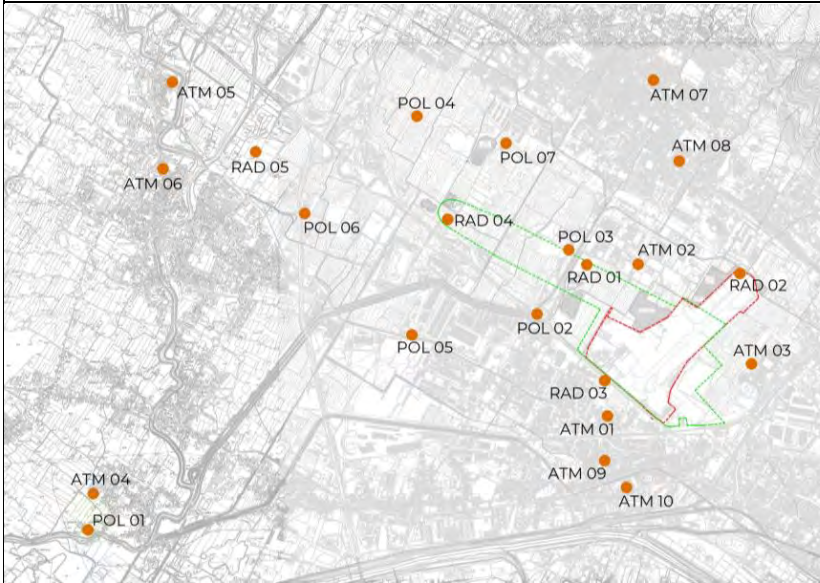 ATM 05
ATM 07
POL 04
POL 07
RAD 05
ATM 08
ATM 06
POL 06
RAD 04
POL 03
ATM 02
RAD 01
RAD 02
POL 02
POL 05
ATM 03
RAD 03
ATM 01
ATM 09
ATM 04
ATM 10
POL 01